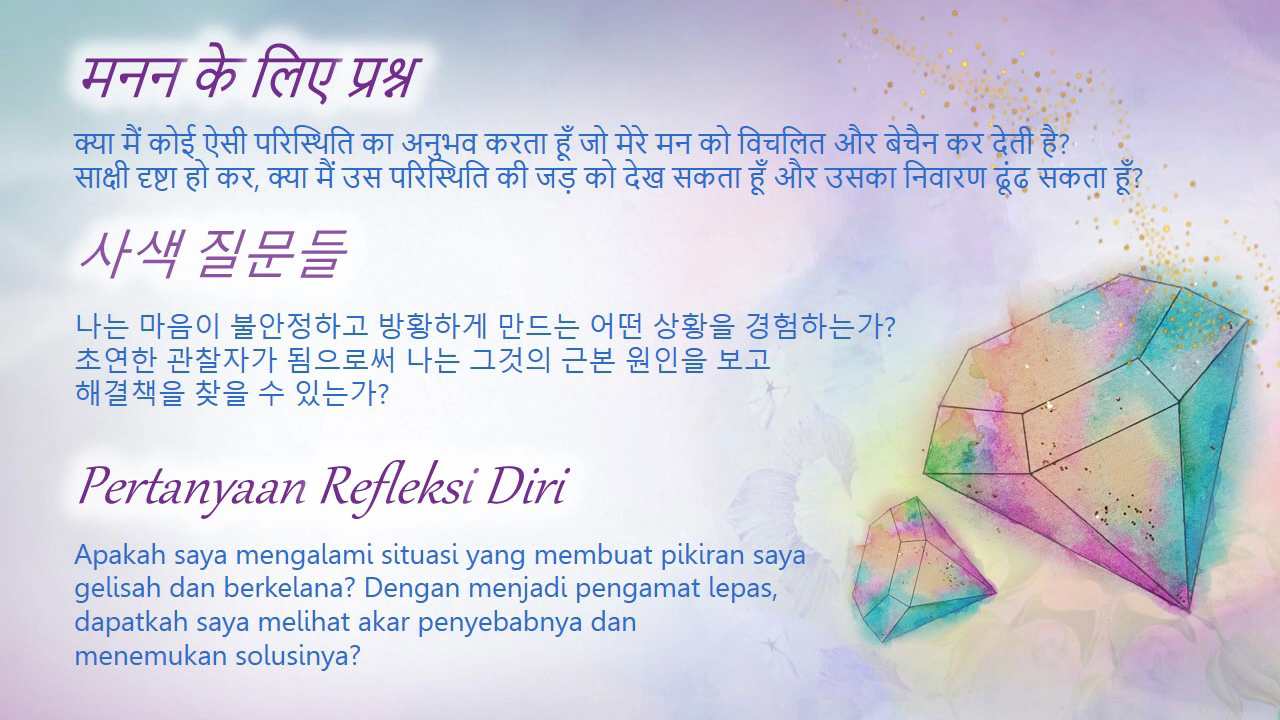 मनन के लिए प्रश्न
क्या मैं कोई ऐसी परिस्थिति का अनुभव करता हूँ जो मेरे मन को विचलित और बेचैन कर देती है?
साक्षी दृष्टा हो कर, क्या मैं उस परिस्थिति की जड़ को देख सकता हूँ और उसका निवारण ढूंढ सकता हूँ?
사색 질문들
나는 마음이 불안정하고 방황하게 만드는 어떤 상황을 경험하는가?
초연한 관찰자가 됨으로써 나는 그것의 근본 원인을 보고
해결책을 찾을 수 있는가?
Pertanyaan Refleksi Diri
Apakah saya mengalami situasi yang membuat pikiran saya
gelisah dan berkelana? Dengan menjadi pengamat lepas,
dapatkah saya melihat akar penyebabnya dan
menemukan solusinya?